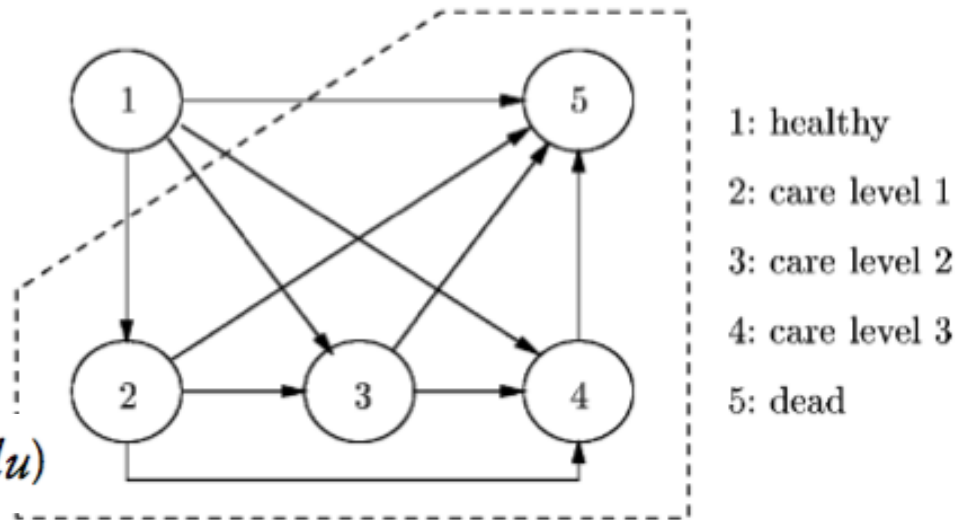 1
5
1: healthy
2: care level 1
3: care level 2
4: care level 3
5: dead
2
3
4
u)